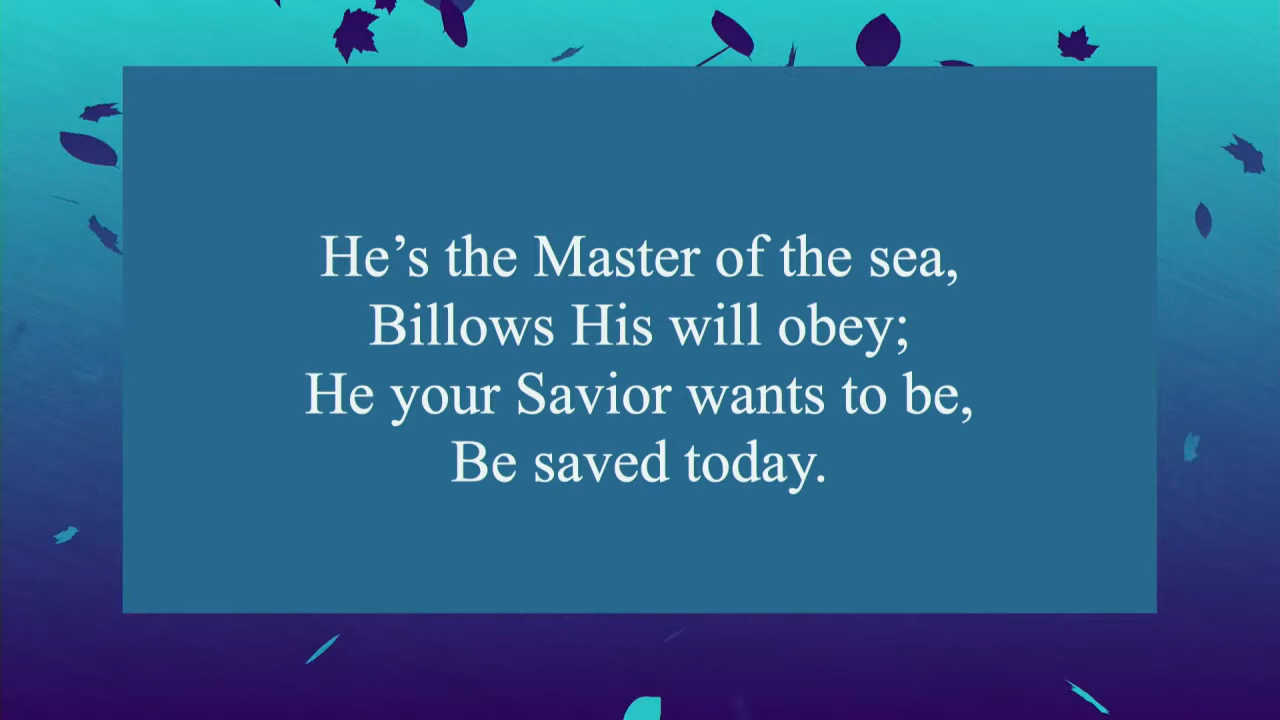 He’s the Master of the sea,
Billows His will obey;
He your Savior wants to be,
Be saved today.